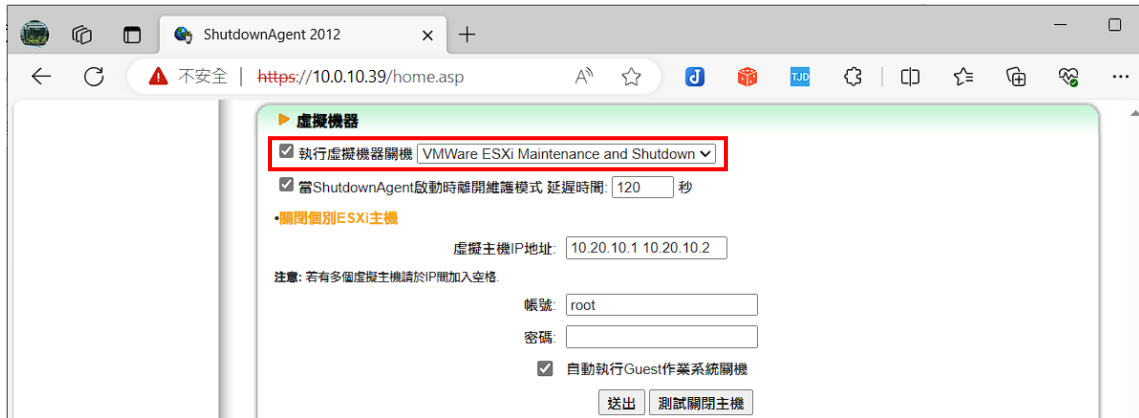 ShutdownAgent 2012
不安全 | https://10.0.10.39/home.asp
虛擬機器
執行虛擬機器關機 VMWare ESXi Maintenance and Shutdown
當ShutdownAgent啟動時離開維護模式 延遲時間: 120 秒
•關閉個別ESXi主機
虛擬主機IP地址: 10.20.10.1 10.20.10.2
注意: 若有多個虛擬主機請於IP間加入空格.
帳號: root
密碼:
自動執行Guest作業系統關機
送出 測試關閉主機